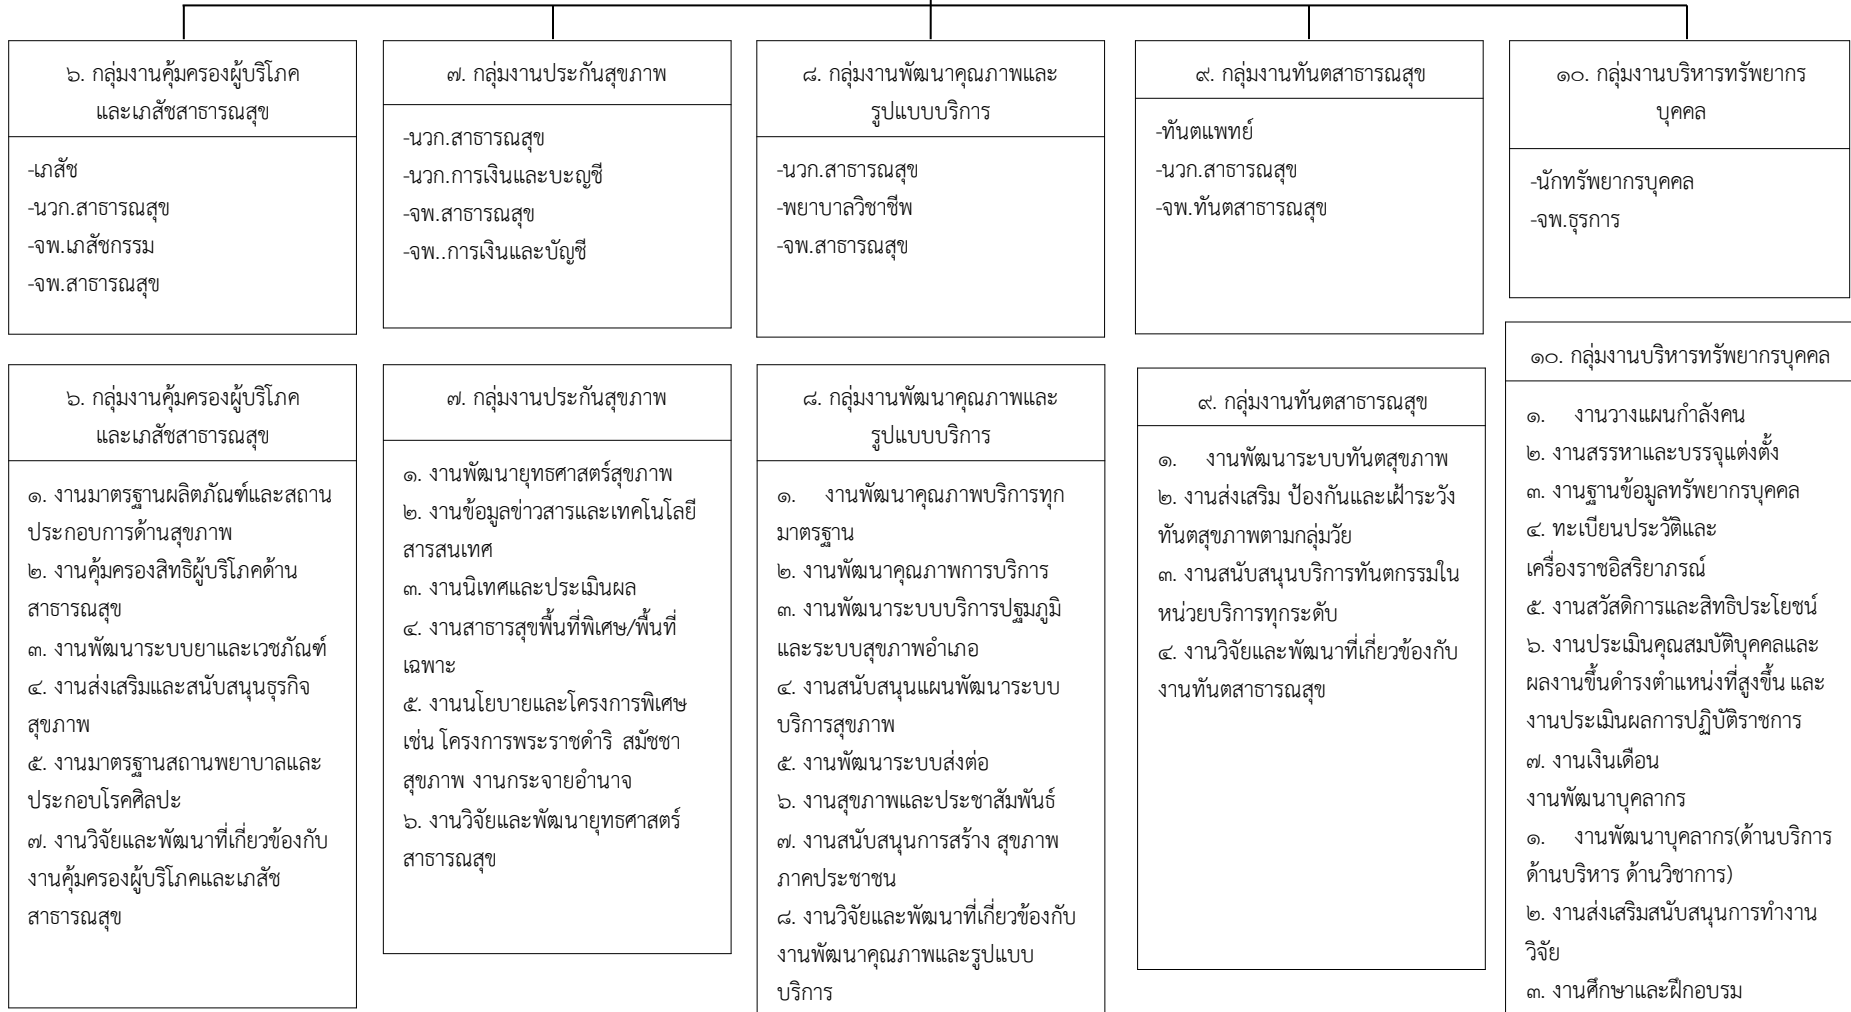 ๖. กลุ่มงานคุ้มครองผู้บริโภค
และเภสัชสาธารณสุข
-เภสัช
-นวก.สาธารณสุข
-จพ.เภสัชกรรม
-จพ.สาธารณสุข
๗. กลุ่มงานประกันสุขภาพ
-นวก.สาธารณสุข
-นวก.การเงินและบะญชี
-จพ.สาธารณสุข
-จพ..การเงินและบัญชี
๘. กลุ่มงานพัฒนาคุณภาพและ
รูปแบบบริการ
-นวก.สาธารณสุข
-พยาบาลวิชาชีพ
-จพ.สาธารณสุข
๙. กลุ่มงานทันตสาธารณสุข
-ทันตแพทย์
-นวก.สาธารณสุข
-จพ.ทันตสาธารณสุข
๑๐. กลุ่มงานบริหารทรัพยากร
บุคคล
-นักทรัพยากรบุคคล
-จพ.ธุรการ
๖. กลุ่มงานคุ้มครองผู้บริโภค
และเภสัชสาธารณสุข
๑. งานมาตรฐานผลิตภัณฑ์และสถาน
ประกอบการด้านสุขภาพ
๒. งานคุ้มครองสิทธิผู้บริโภคด้าน
สาธารณสุข
๓. งานพัฒนาระบบยาและเวชภัณฑ์
๔. งานส่งเสริมและสนับสนุนธุรกิจ
สุขภาพ
๕. งานมาตรฐานสถานพยาบาลและ
ประกอบโรคศิลปะ
๗. งานวิจัยและพัฒนาที่เกี่ยวข้องกับ
งานคุ้มครองผู้บริโภคและเภสัช
สาธารณสุข
๗. กลุ่มงานประกันสุขภาพ
๑. งานพัฒนายุทธศาสตร์สุขภาพ
๒. งานข้อมูลข่าวสารและเทคโนโลยี
สารสนเทศ
๓. งานนิเทศและประเมินผล
๔. งานสาธารสุขพื้นที่พิเศษ/พื้นที่
เฉพาะ
๕. งานนโยบายและโครงการพิเศษ
เช่น โครงการพระราชดำริ สมัชชา
สุขภาพ งานกระจายอำนาจ
๖. งานวิจัยและพัฒนายุทธศาสตร์
สาธารณสุข
๘. กลุ่มงานพัฒนาคุณภาพและ
รูปแบบบริการ
๑. งานพัฒนาคุณภาพบริการทุก
มาตรฐาน
๒. งานพัฒนาคุณภาพการบริการ
๓. งานพัฒนาระบบบริการปฐมภูมิ
และระบบสุขภาพอำเภอ
๔. งานสนับสนุนแผนพัฒนาระบบ
บริการสุขภาพ
๕. งานพัฒนาระบบส่งต่อ
๖. งานสุขภาพและประชาสัมพันธ์
๗. งานสนับสนุนการสร้าง สุขภาพ
ภาคประชาชน
๘. งานวิจัยและพัฒนาที่เกี่ยวข้องกับ
งานพัฒนาคุณภาพและรูปแบบ
บริการ
๙. กลุ่มงานทันตสาธารณสุข
๑. งานพัฒนาระบบทันตสุขภาพ
๒. งานส่งเสริม ป้องกันและเฝ้าระวัง
ทันตสุขภาพตามกลุ่มวัย
๓. งานสนับสนุนบริการทันตกรรมใน
หน่วยบริการทุกระดับ
๔. งานวิจัยและพัฒนาที่เกี่ยวข้องกับ
งานทันตสาธารณสุข
๑๐. กลุ่มงานบริหารทรัพยากรบุคคล
๑. งานวางแผนกำลังคน
๒. งานสรรหาและบรรจุแต่งตั้ง
๓. งานฐานข้อมูลทรัพยากรบุคคล
๔. ทะเบียนประวัติและ
เครื่องราชอิสริยาภรณ์
๕. งานสวัสดิการและสิทธิประโยชน์
๖. งานประเมินคุณสมบัติบุคคลและ
ผลงานขึ้นดำรงตำแหน่งที่สูงขึ้น และ
งานประเมินผลการปฏิบัติราชการ
๗. งานเงินเดือน
งานพัฒนาบุคลากร
๑. งานพัฒนาบุคลากร(ด้านบริการ
ด้านบริหาร ด้านวิชาการ)
๒. งานส่งเสริมสนับสนุนการทำงาน
วิจัย
๓. งานศึกษาและฝึกอบรม